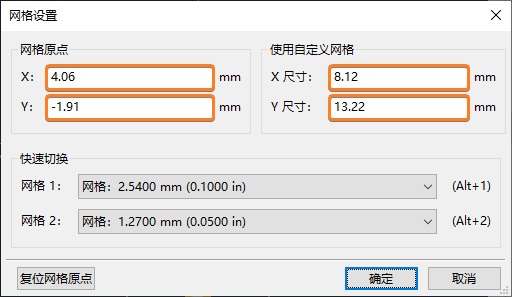 网格设置
网格原点
X: 4.06 mm
Y: -1.91 mm
使用自定义网格
X 尺寸: 8.12 mm
Y 尺寸: 13.22 mm
快速切换
网格 1: 网格: 2.5400 mm (0.1000 in) (Alt+1)
网格 2: 网格: 1.2700 mm (0.0500 in) (Alt+2)
复位网格原点 确定 取消